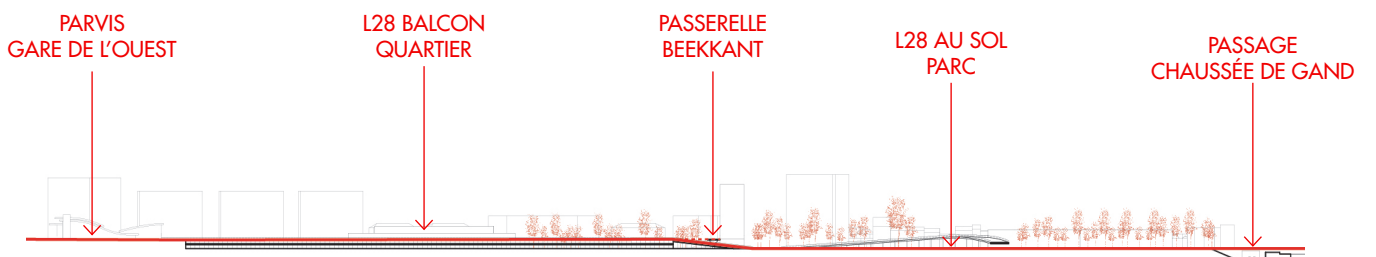 PARVIS
GARE DE L'OUEST
L28 BALCON
QUARTIER
PASSERELLE
BEEKKANT
L28 AU SOL
PARC
PASSAGE
CHAUSSÉE DE GAND